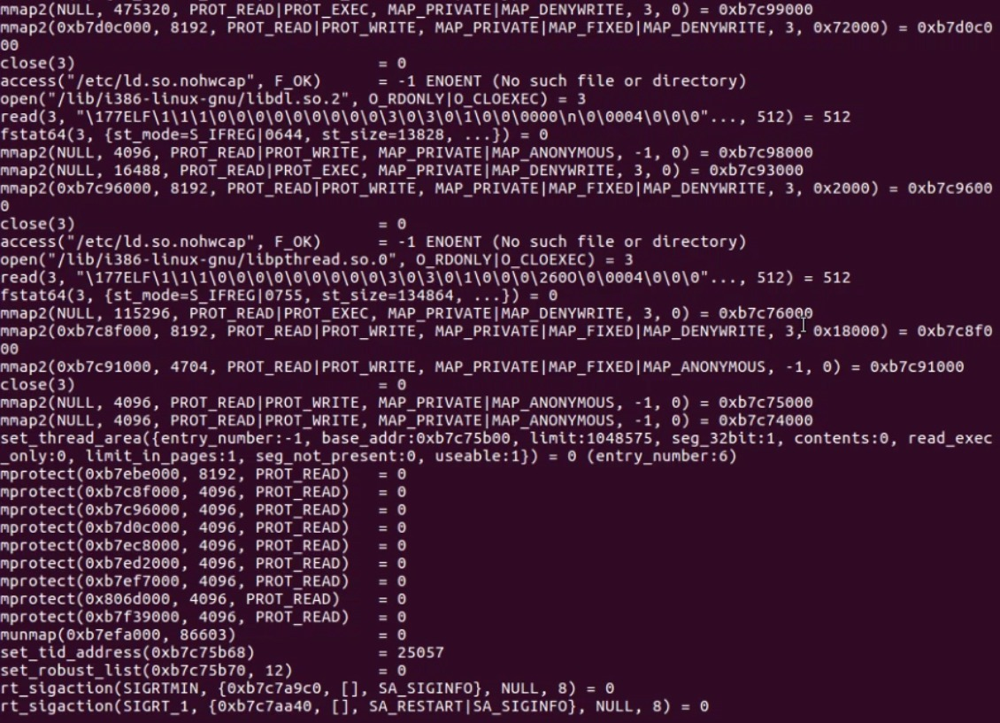 mmap2(NULL, 475320, PROT_READ|PROT_EXEC, MAP_PRIVATE|MAP_DENYWRITE, 3, 0) = 0xb7c99000
mmap2(0xb7d0c000, 8192, PROT_READ|PROT_WRITE, MAP_PRIVATE|MAP_FIXED|MAP_DENYWRITE, 3, 0x72000) = 0xb7d0c0
00
close(3)                                = 0
access("/etc/ld.so.nohwcap", F_OK)      = -1 ENOENT (No such file or directory)
open("/lib/i386-linux-gnu/libdl.so.2", O_RDONLY|O_CLOEXEC) = 3
read(3, "\177ELF\1\1\1\0\0\0\0\0\0\0\0\0\3\0\3\0\1\0\0\0000\n\0\0004\0\0\0"..., 512) = 512
fstat64(3, {st_mode=S_IFREG|0644, st_size=13828, ...}) = 0
mmap2(NULL, 4096, PROT_READ|PROT_WRITE, MAP_PRIVATE|MAP_ANONYMOUS, -1, 0) = 0xb7c98000
mmap2(NULL, 16488, PROT_READ|PROT_EXEC, MAP_PRIVATE|MAP_DENYWRITE, 3, 0) = 0xb7c93000
mmap2(0xb7c96000, 8192, PROT_READ|PROT_WRITE, MAP_PRIVATE|MAP_FIXED|MAP_DENYWRITE, 3, 0x2000) = 0xb7c9600
0
close(3)                                = 0
access("/etc/ld.so.nohwcap", F_OK)      = -1 ENOENT (No such file or directory)
open("/lib/i386-linux-gnu/libpthread.so.0", O_RDONLY|O_CLOEXEC) = 3
read(3, "\177ELF\1\1\1\0\0\0\0\0\0\0\0\0\3\0\3\0\1\0\0\0\260O\0\0004\0\0\0"..., 512) = 512
fstat64(3, {st_mode=S_IFREG|0755, st_size=134864, ...}) = 0
mmap2(NULL, 115296, PROT_READ|PROT_EXEC, MAP_PRIVATE|MAP_DENYWRITE, 3, 0) = 0xb7c76000
mmap2(0xb7c8f000, 8192, PROT_READ|PROT_WRITE, MAP_PRIVATE|MAP_FIXED|MAP_DENYWRITE, 3, 0x18000) = 0xb7c8f0
00
mmap2(0xb7c91000, 4704, PROT_READ|PROT_WRITE, MAP_PRIVATE|MAP_FIXED|MAP_ANONYMOUS, -1, 0) = 0xb7c91000
close(3)                                = 0
mmap2(NULL, 4096, PROT_READ|PROT_WRITE, MAP_PRIVATE|MAP_ANONYMOUS, -1, 0) = 0xb7c75000
mmap2(NULL, 4096, PROT_READ|PROT_WRITE, MAP_PRIVATE|MAP_ANONYMOUS, -1, 0) = 0xb7c74000
set_thread_area({entry_number:-1, base_addr:0xb7c75b00, limit:1048575, seg_32bit:1, contents:0, read_exec
_only:0, limit_in_pages:1, seg_not_present:0, useable:1}) = 0 (entry_number:6)
mprotect(0xb7ebe000, 8192, PROT_READ)   = 0
mprotect(0xb7c8f000, 4096, PROT_READ)   = 0
mprotect(0xb7c96000, 4096, PROT_READ)   = 0
mprotect(0xb7d0c000, 4096, PROT_READ)   = 0
mprotect(0xb7ec8000, 4096, PROT_READ)   = 0
mprotect(0xb7ed2000, 4096, PROT_READ)   = 0
mprotect(0xb7ef7000, 4096, PROT_READ)   = 0
mprotect(0x806d000, 4096, PROT_READ)    = 0
mprotect(0xb7f39000, 4096, PROT_READ)   = 0
munmap(0xb7efa000, 86603)               = 0
set_tid_address(0xb7c75b68)             = 25057
set_robust_list(0xb7c75b70, 12)         = 0
rt_sigaction(SIGRTMIN, {0xb7c7a9c0, [], SA_SIGINFO}, NULL, 8) = 0
rt_sigaction(SIGRT_1, {0xb7c7aa40, [], SA_RESTART|SA_SIGINFO}, NULL, 8) = 0